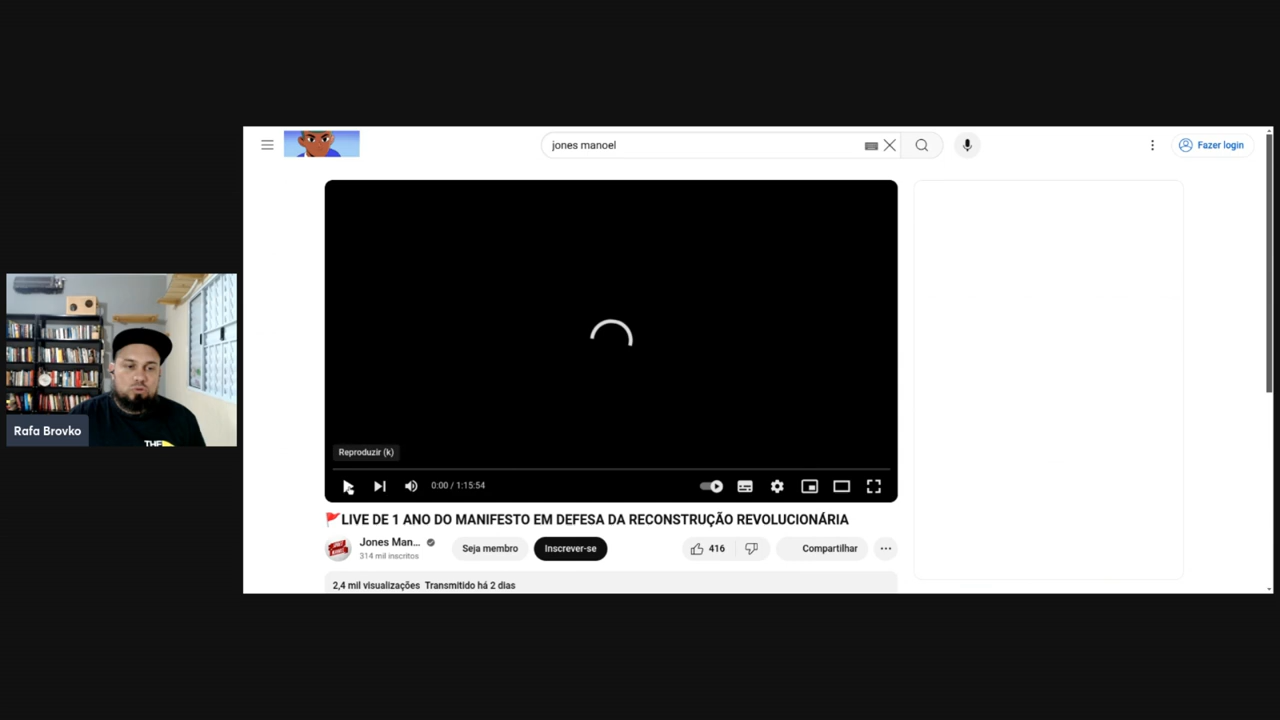 jones manoel
Fazer login
Reproduzir (k)
0:00 / 1:15:54
🚩LIVE DE 1 ANO DO MANIFESTO EM DEFESA DA RECONSTRUÇÃO REVOLUCIONÁRIA
Jones Man...
314 mil inscritos
Seja membro
Inscrever-se
416
Compartilhar
2,4 mil visualizações Transmitido há 2 dias
THE
Rafa Brovko